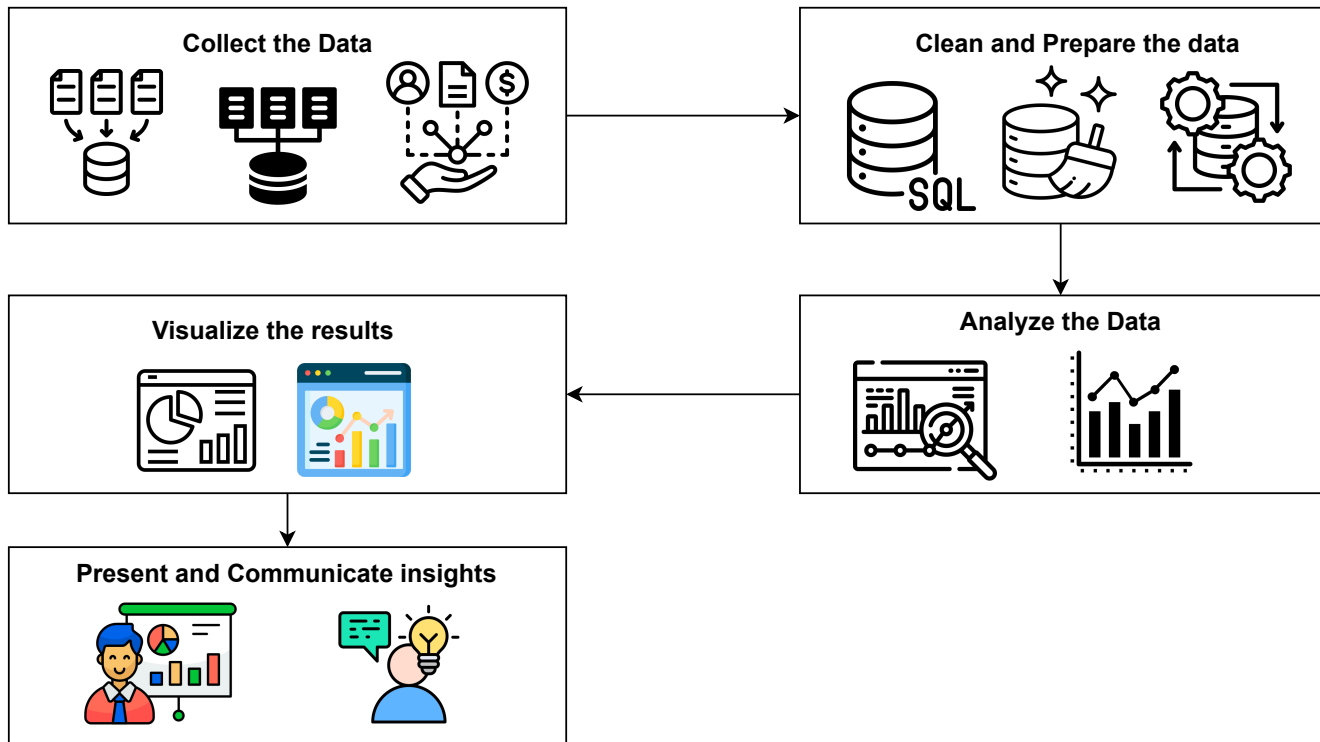 Collect the Data
$
Clean and Prepare the data
SQL
Analyze the Data
Visualize the results
Present and Communicate insights